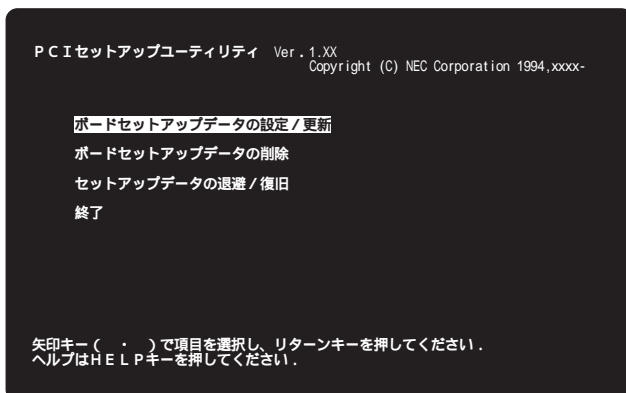 ＰＣＩセットアップユーティリティ Ver．1.XX
Copyright (C) NEC Corporation 1994,xxxx-
ボードセットアップデータの設定／更新
ボードセットアップデータの削除
セットアップデータの退避／復旧
終了
矢印キー（　・　）で項目を選択し、リターンキーを押してください．
ヘルプはＨＥＬＰキーを押してください．